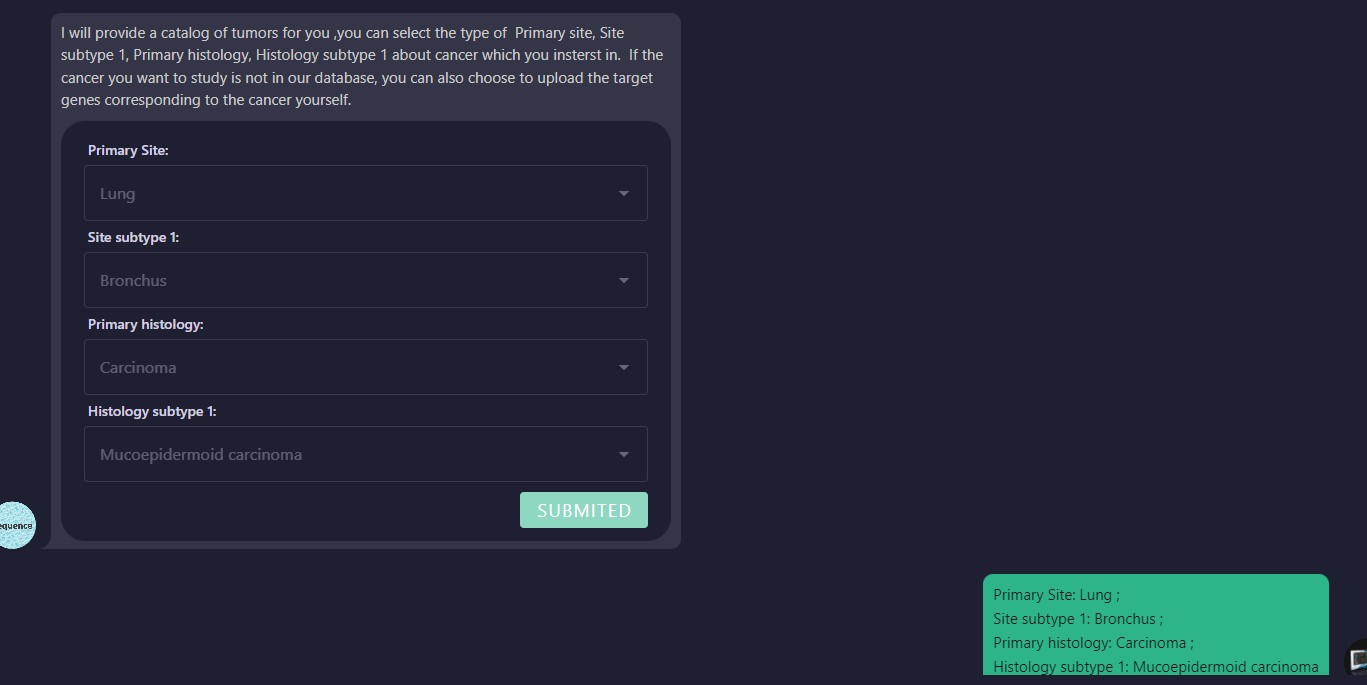 I will provide a catalog of tumors for you ,you can select the type of  Primary site, Site
subtype 1, Primary histology, Histology subtype 1 about cancer which you insterst in.  If the
cancer you want to study is not in our database, you can also choose to upload the target
genes corresponding to the cancer yourself.
Primary Site:
Lung
Site subtype 1:
Bronchus
Primary histology:
Carcinoma
Histology subtype 1:
Mucoepidermoid carcinoma
SUBMITED
equence
Primary Site: Lung ;
Site subtype 1: Bronchus ;
Primary histology: Carcinoma ;
Histology subtype 1: Mucoepidermoid carcinoma